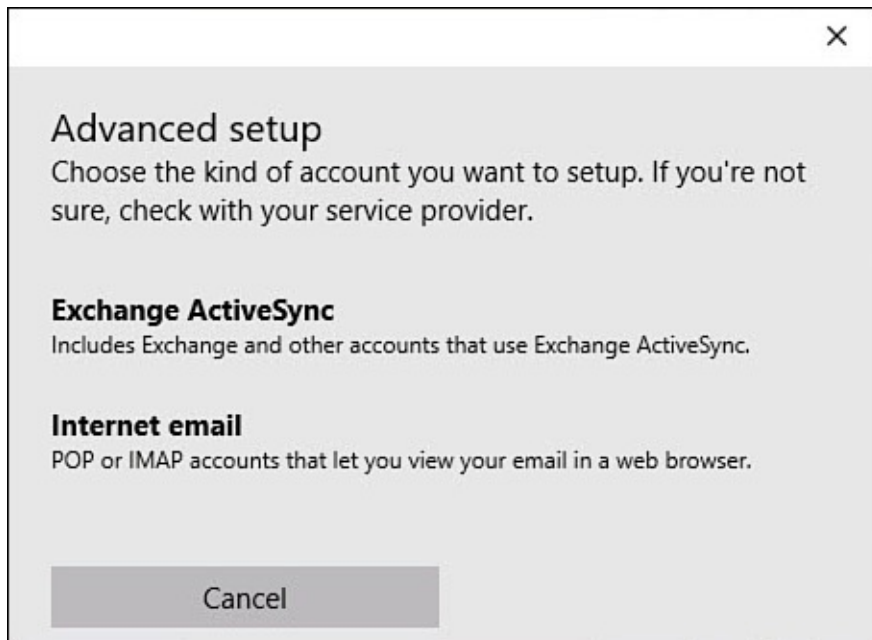 Advanced setup
Choose the kind of account you want to setup. If you're not
sure, check with your service provider.
Exchange ActiveSync
Includes Exchange and other accounts that use Exchange ActiveSync.
Internet email
POP or IMAP accounts that let you view your email in a web browser.
Cancel